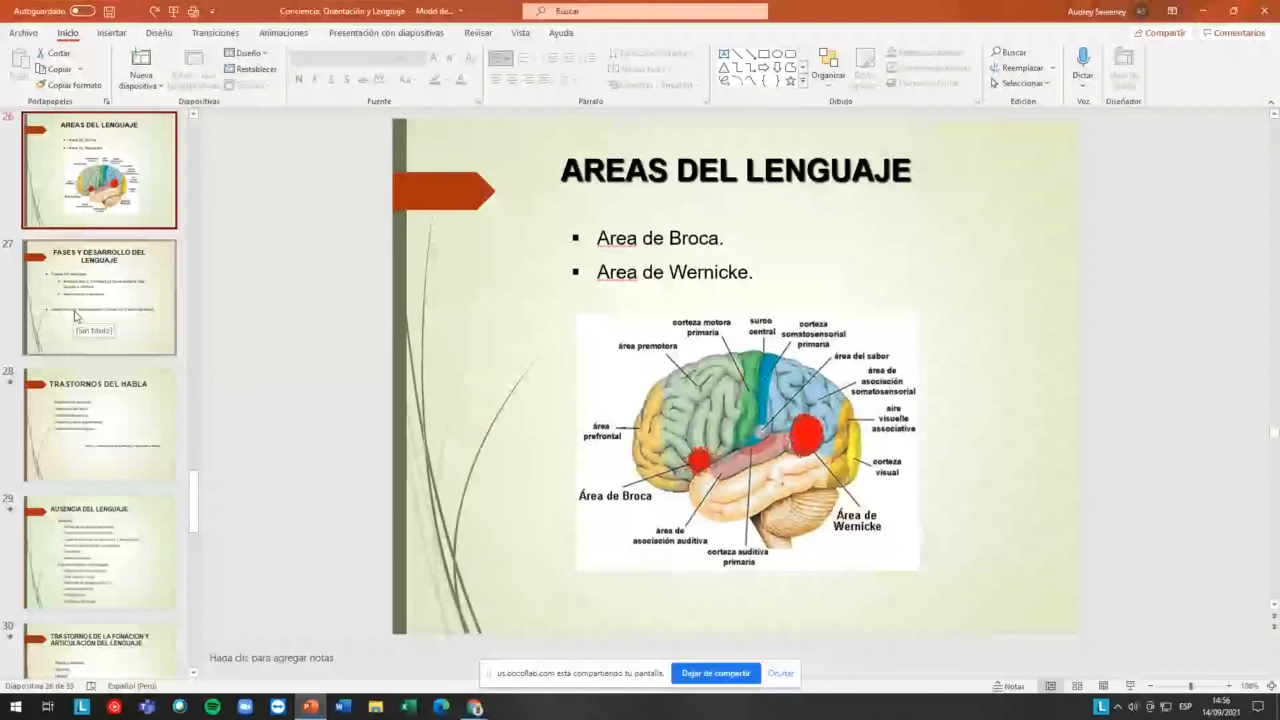 Autoguardado
Conciencia, Orientación y Lenguaje - Modo de...
Buscar
Audrey Sweeney AS
Archivo Inicio Insertar Diseño Transiciones Animaciones Presentación con diapositivas Revisar Vista Ayuda Compartir Comentarios
Cortar
Copiar
Copiar formato
Nueva
diapositiva
Diseño
Restablecer
Organizar
Buscar
Reemplazar
Seleccionar
Dictar
Portapapeles Diapositivas Fuente Párrafo Dibujo Edición Voz Diseñador
26
AREAS DEL LENGUAJE
27
FASES Y DESARROLLO DEL
LENGUAJE
[Sin título]
28
TRASTORNOS DEL HABLA
29
AUSENCIA DEL LENGUAJE
30
TRASTORNOS DE LA FONACION Y
ARTICULACION DEL LENGUAJE
AREAS DEL LENGUAJE
▪ Area de Broca.
▪ Area de Wernicke.
corteza motora
primaria
surco
central
corteza
somatosensorial
primaria
área premotora
área del sabor
área de
asociación
somatosensorial
aire
visuelle
associative
área
prefrontal
corteza
visual
Área de Broca
Área de
Wernicke
área de
asociación auditiva
corteza auditiva
primaria
Haga clic para agregar notas
us.bbcollab.com está compartiendo tu pantalla.
Dejar de compartir
Ocultar
Diapositiva 26 de 39
Español (Perú)
Notas
108%
ESP
14:56
14/09/2021